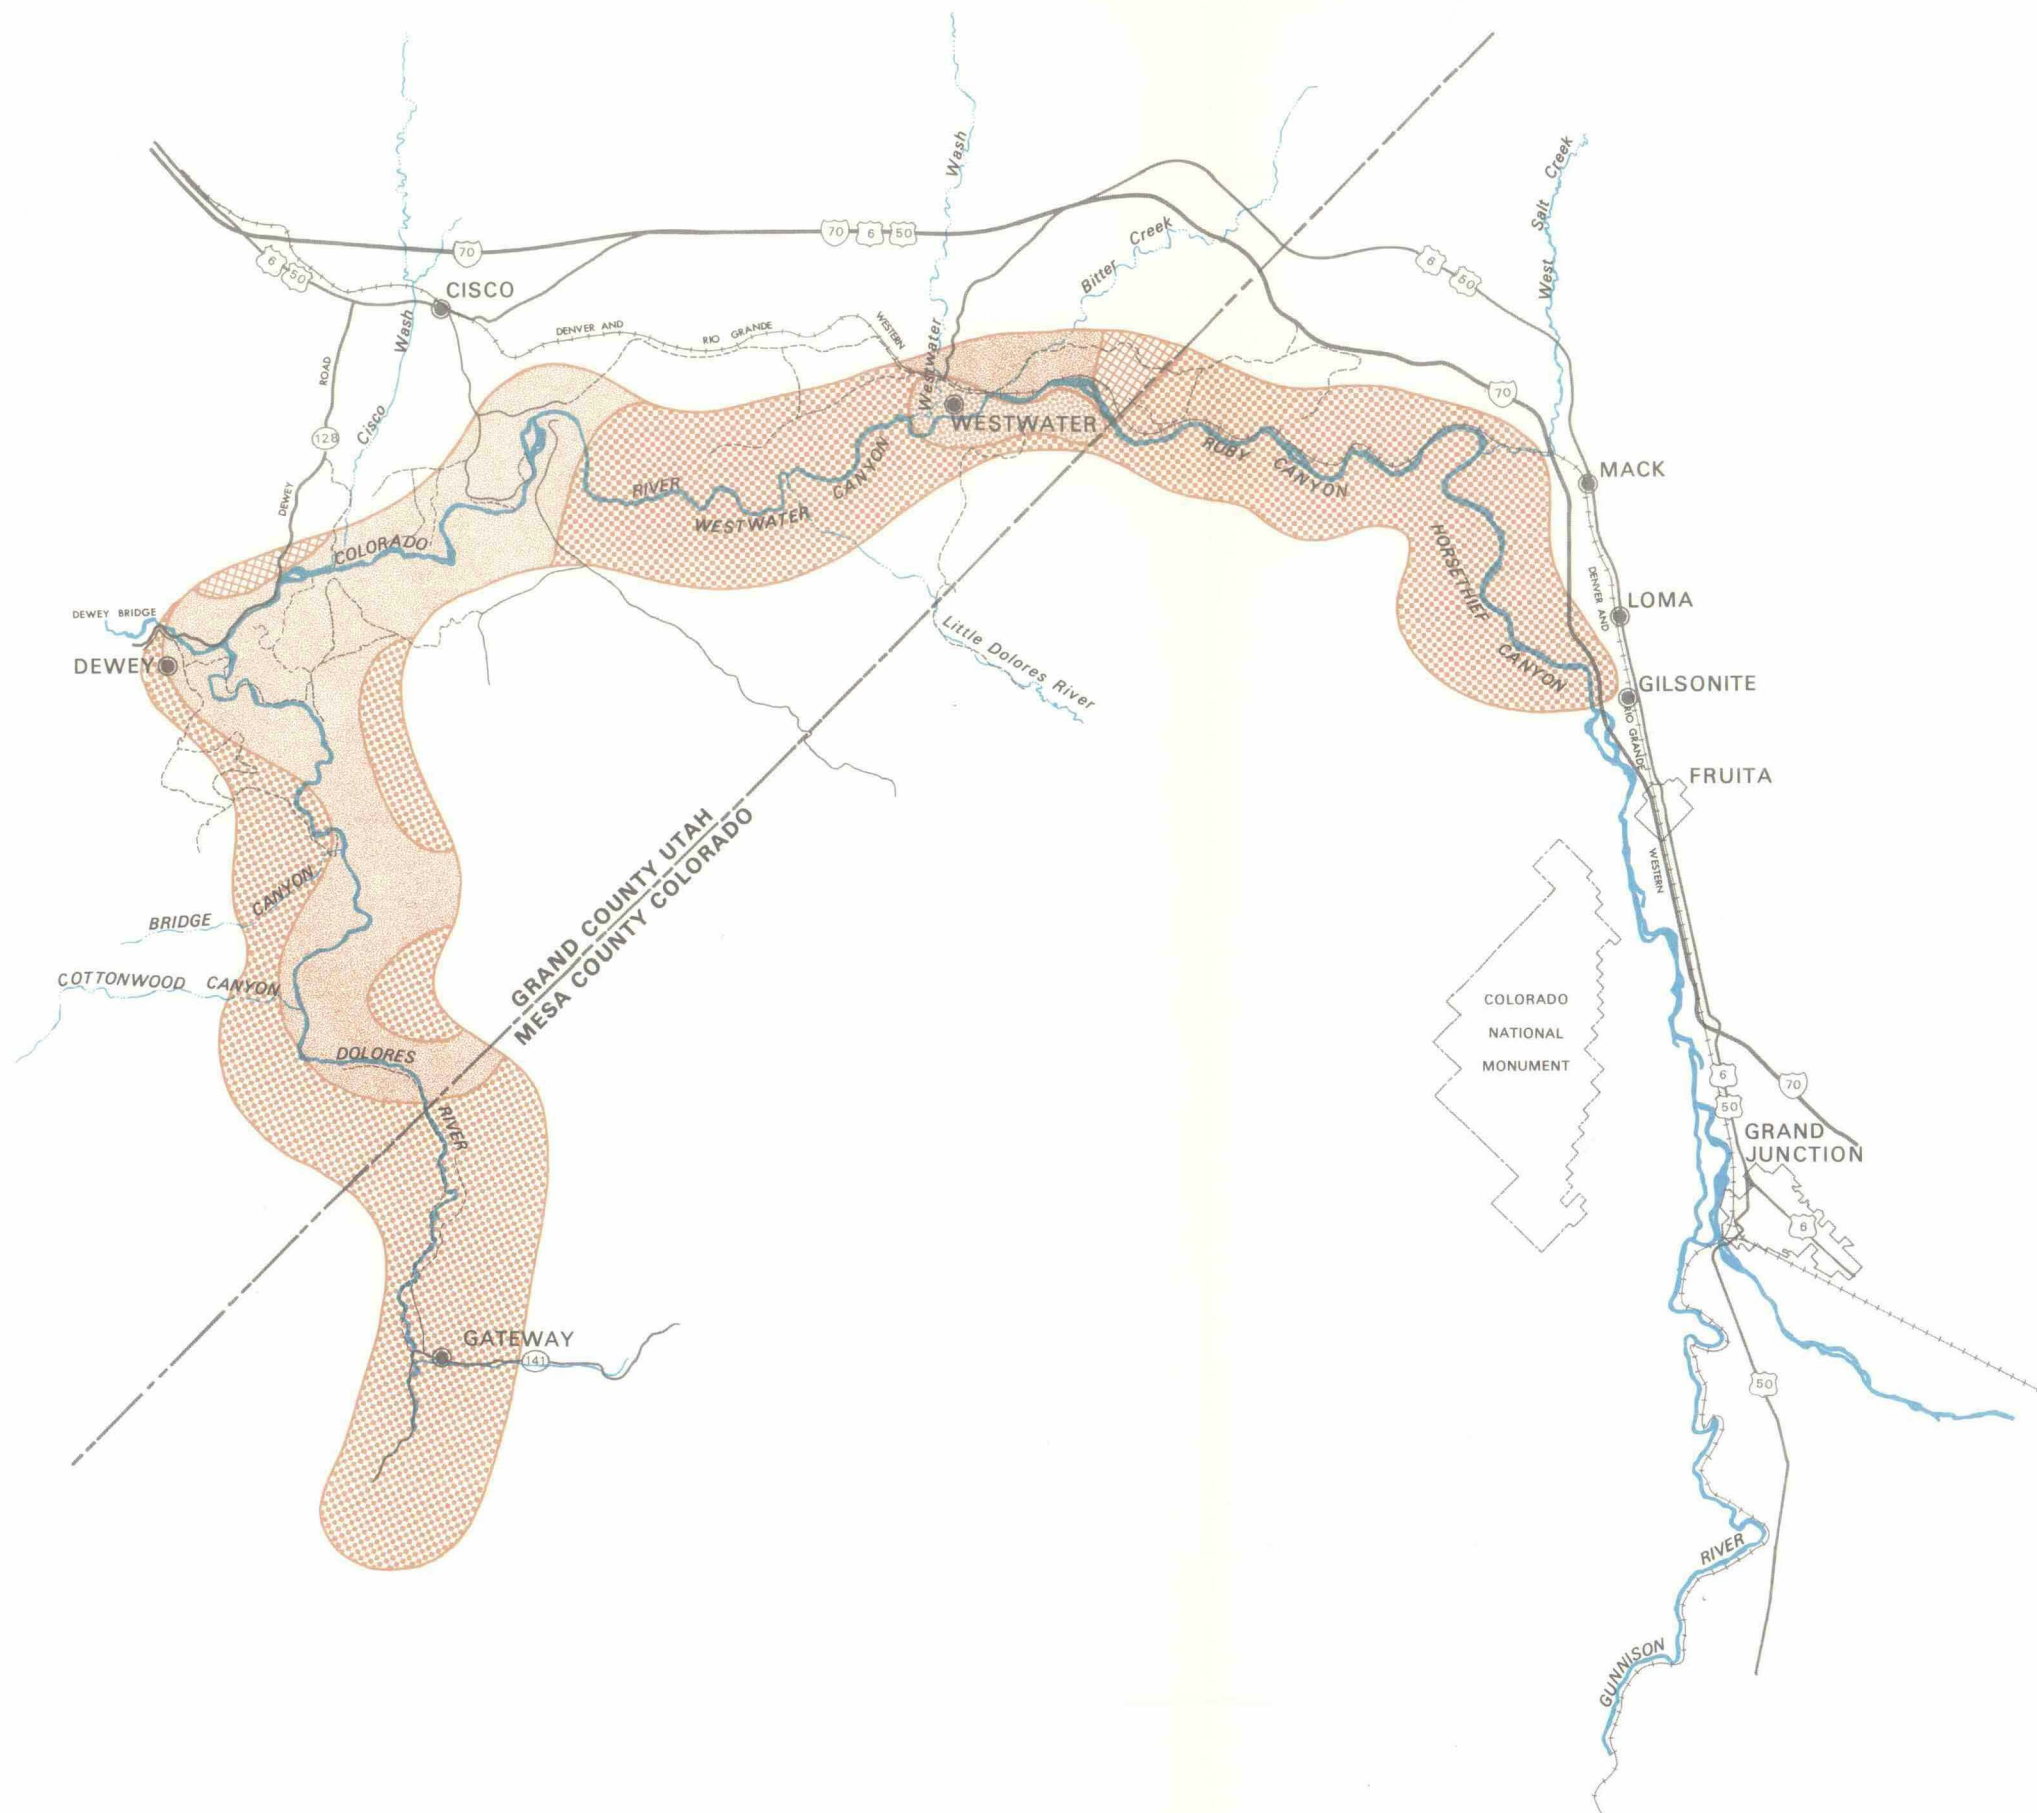 Wash
Salt Creek
West
Bitter Creek
70
6
50
70
6
50
6
50
CISCO
Wash
Westwater
DENVER AND
RIO GRANDE
WESTERN
ROAD
128
Cisco
DEWEY
70
WESTWATER
RUBY
CANYON
MACK
RIVER
CANYON
WESTWATER
COLORADO
HORSETHIEF
CANYON
DENVER AND
RIO GRANDE
WESTERN
LOMA
DEWEY BRIDGE
DEWEY
Little Dolores River
GILSONITE
FRUITA
GRAND COUNTY UTAH
MESA COUNTY COLORADO
BRIDGE
CANYON
COTTONWOOD CANYON
COLORADO
NATIONAL
MONUMENT
DOLORES
RIVER
6
50
70
GRAND
JUNCTION
6
GATEWAY
141
50
RIVER
GUNNISON